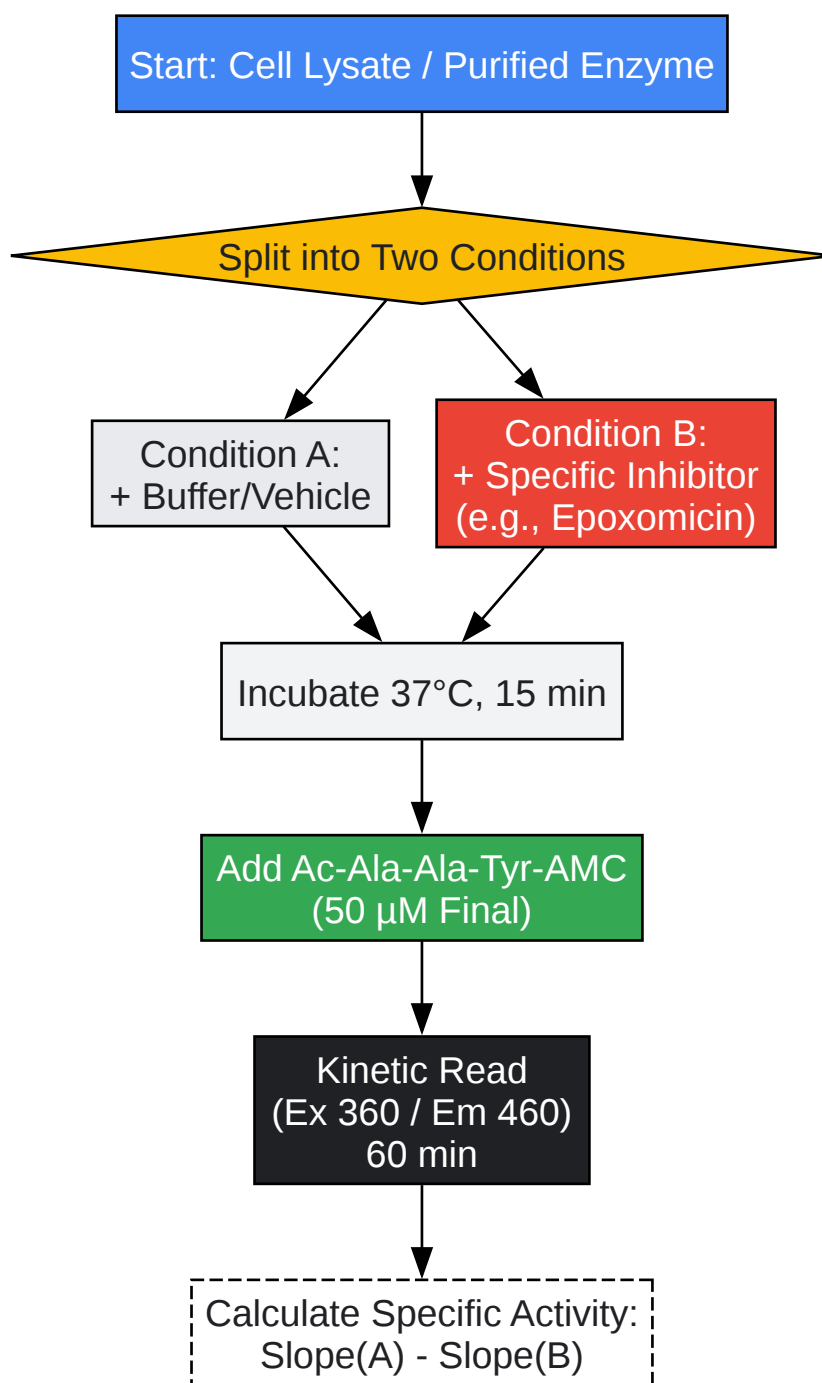 Start: Cell Lysate / Purified Enzyme
Split into Two Conditions
Condition A:
+ Buffer/Vehicle
Condition B:
+ Specific Inhibitor
(e.g., Epoxomicin)
Incubate 37°C, 15 min
Add Ac-Ala-Ala-Tyr-AMC
(50 µM Final)
Kinetic Read
(Ex 360 / Em 460)
60 min
Calculate Specific Activity:
Slope(A) - Slope(B)